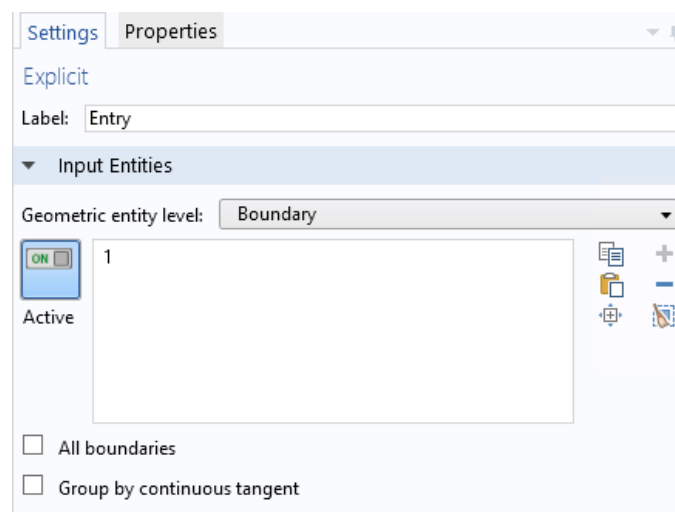 Settings Properties
Explicit
Label: Entry
Input Entities
Geometric entity level: Boundary
ON 1
Active
All boundaries
Group by continuous tangent